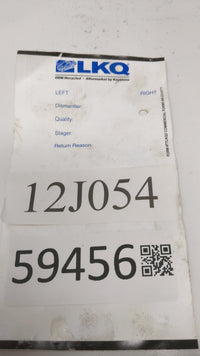 LKQ
OEM Recycled • Aftermarket by Keystone
LEFT RIGHT
Dismantler:
Quality:
Stager:
Return Reason:
12J054
59456